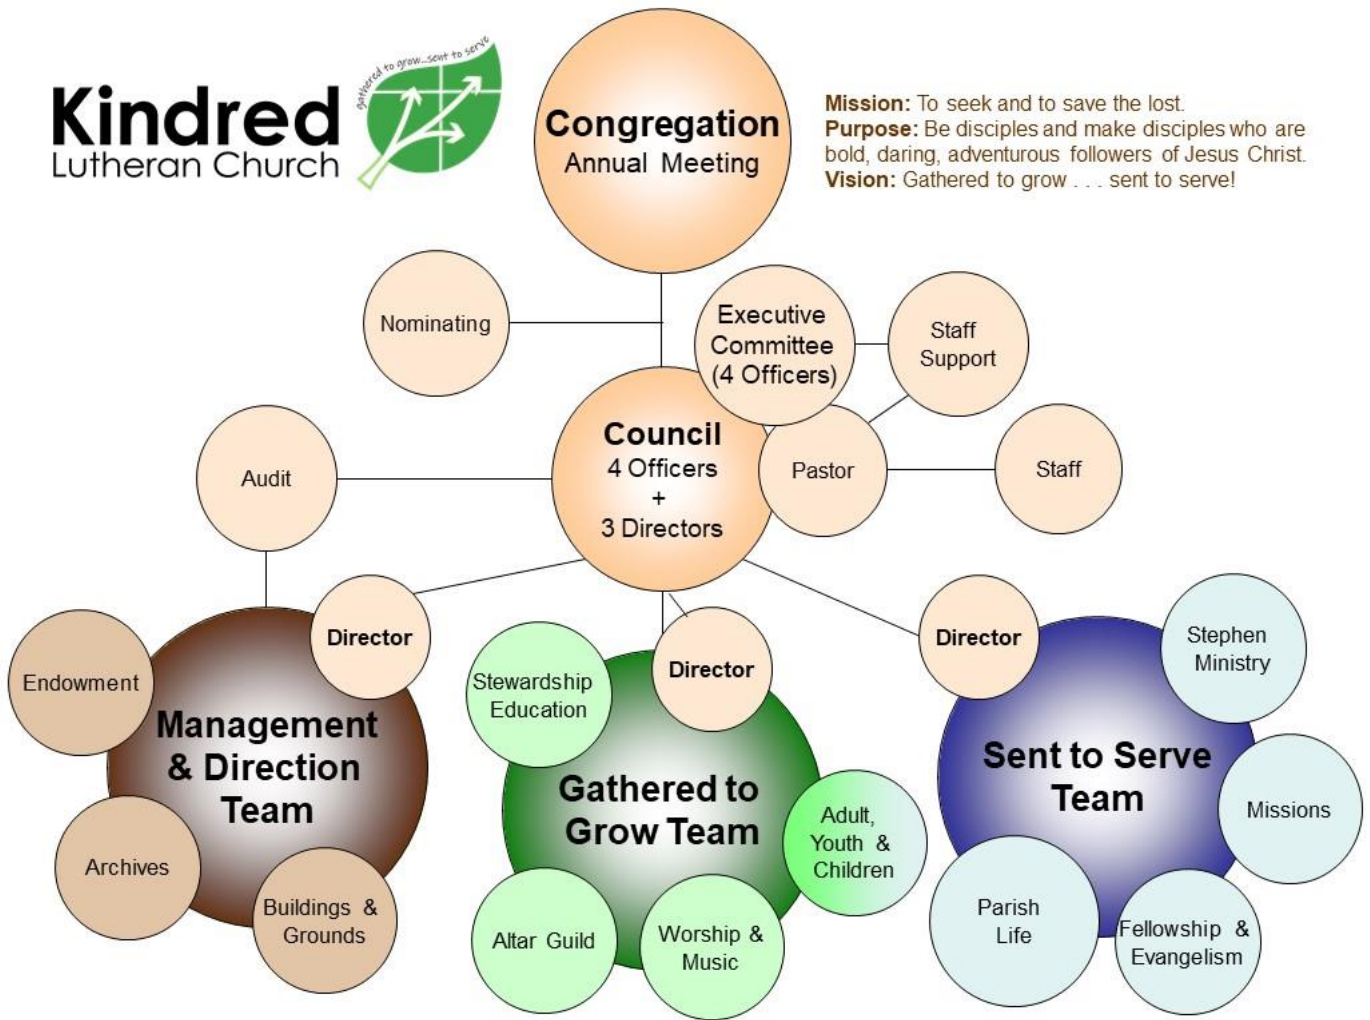 gathered to grow...sent to serve
Kindred
Lutheran Church
Congregation
Annual Meeting
Mission: To seek and to save the lost.
Purpose: Be disciples and make disciples who are
bold, daring, adventurous followers of Jesus Christ.
Vision: Gathered to grow . . . sent to serve!
Nominating
Executive
Committee
(4 Officers)
Staff
Support
Audit
Council
4 Officers
+
3 Directors
Pastor
Staff
Director
Director
Director
Endowment
Management
& Direction
Team
Archives
Buildings &
Grounds
Stewardship
Education
Gathered to
Grow Team
Adult,
Youth &
Children
Altar Guild
Worship &
Music
Stephen
Ministry
Sent to Serve
Team
Missions
Parish
Life
Fellowship &
Evangelism